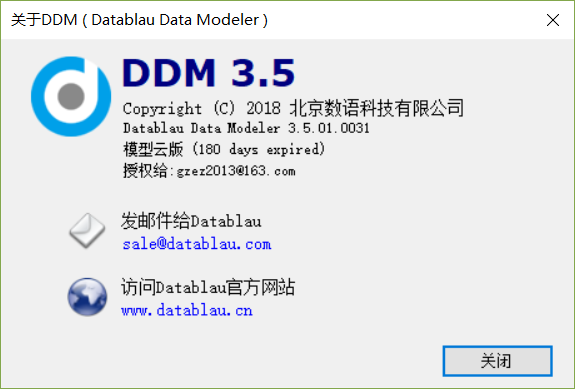 关于DDM ( Datablau Data Modeler )
DDM 3.5
Copyright (C) 2018 北京数语科技有限公司
Datablau Data Modeler 3.5.01.0031
模型云版 (180 days expired)
授权给:gzez2013@163.com
发邮件给Datablau
sale@datablau.com
访问Datablau官方网站
www.datablau.cn
关闭